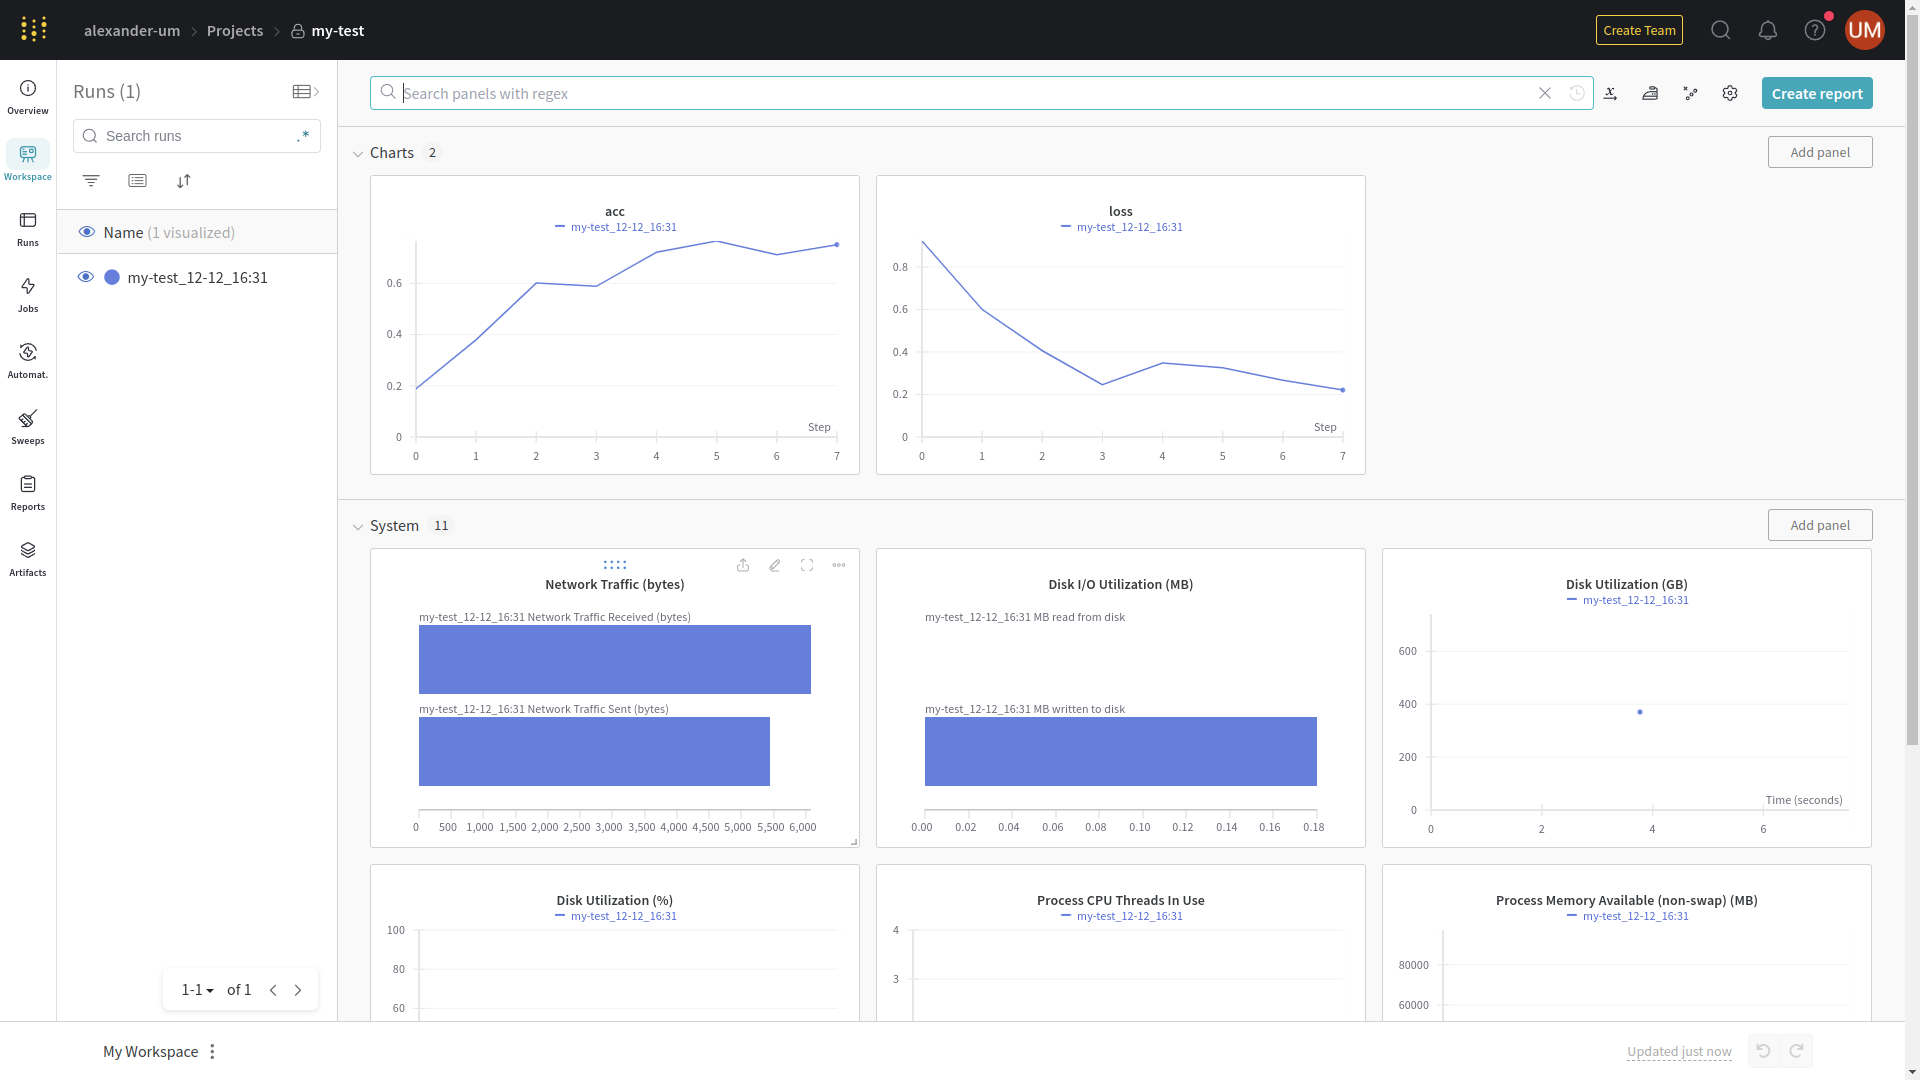 alexander-um > Projects > my-test
Create Team
UM
Overview
Workspace
Runs
Jobs
Automat.
Sweeps
Reports
Artifacts
Runs (1)
Search runs
.*
Name (1 visualized)
my-test_12-12_16:31
1-1 of 1
Search panels with regex
Create report
Charts 2
Add panel
acc
my-test_12-12_16:31
0.6
0.4
0.2
0
Step
0 1 2 3 4 5 6 7
loss
my-test_12-12_16:31
0.8
0.6
0.4
0.2
0
Step
0 1 2 3 4 5 6 7
System 11
Add panel
Network Traffic (bytes)
my-test_12-12_16:31 Network Traffic Received (bytes)
my-test_12-12_16:31 Network Traffic Sent (bytes)
0 500 1,000 1,500 2,000 2,500 3,000 3,500 4,000 4,500 5,000 5,500 6,000
Disk I/O Utilization (MB)
my-test_12-12_16:31 MB read from disk
my-test_12-12_16:31 MB written to disk
0.00 0.02 0.04 0.06 0.08 0.10 0.12 0.14 0.16 0.18
Disk Utilization (GB)
my-test_12-12_16:31
600
400
200
0
Time (seconds)
0 2 4 6
Disk Utilization (%)
my-test_12-12_16:31
100
80
60
Process CPU Threads In Use
my-test_12-12_16:31
4
3
Process Memory Available (non-swap) (MB)
my-test_12-12_16:31
80000
60000
My Workspace
Updated just now